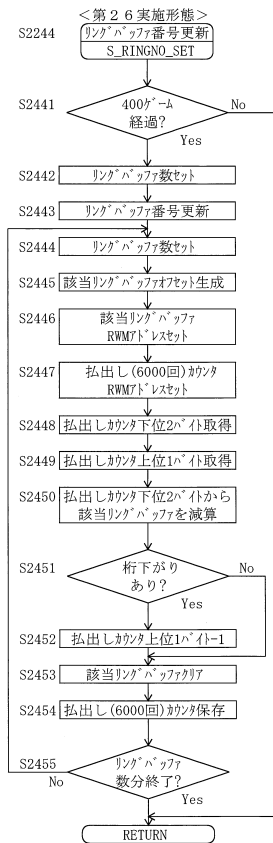 ＜第２６実施形態＞
S2244
リングバッファ番号更新
S_RINGNO_SET
S2441
400ゲーム
経過?
No
Yes
S2442
リングバッファ数セット
S2443
リングバッファ番号更新
S2444
リングバッファ数セット
S2445
該当リングバッファオフセット生成
S2446
該当リングバッファ
RWMアドレスセット
S2447
払出し(6000回)カウンタ
RWMアドレスセット
S2448
払出しカウンタ下位2バイト取得
S2449
払出しカウンタ上位1バイト取得
S2450
払出しカウンタ下位2バイトから
該当リングバッファを減算
S2451
桁下がり
あり?
No
Yes
S2452
払出しカウンタ上位1バイト-1
S2453
該当リングバッファクリア
S2454
払出し(6000回)カウンタ保存
S2455
リングバッファ
数分終了?
No
Yes
RETURN